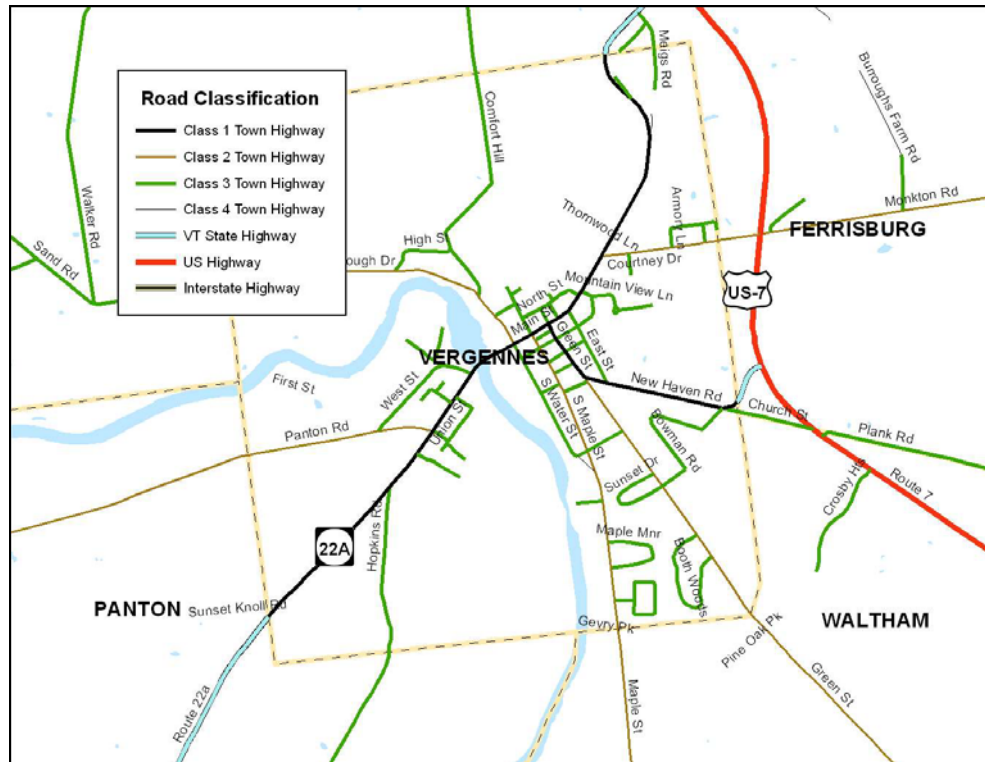 Road Classification
Class 1 Town Highway
Class 2 Town Highway
Class 3 Town Highway
Class 4 Town Highway
VT State Highway
US Highway
Interstate Highway
Meigs Rd
Burroughs Farm Rd
Comfort Hill
Walker Rd
Sand Rd
Monkton Rd
Armory Ln
Thornwood Ln
FERRISBURG
High St
ough Dr
Courtney Dr
Mountain View Ln
US-7
North St
Main St
Green St
East St
VERGENNES
First St
West St
New Haven Rd
Church St
Plank Rd
S Water St
S Maple St
Bowman Rd
Union St
Panton Rd
Sunset Dr
Route 7
Hopkins Rd
22A
Maple Mnr
Booth Woods
PANTON
Sunset Knoll Rd
Gevry Pk
Pine Oak Pk
WALTHAM
Green St
Maple St
Route 22a